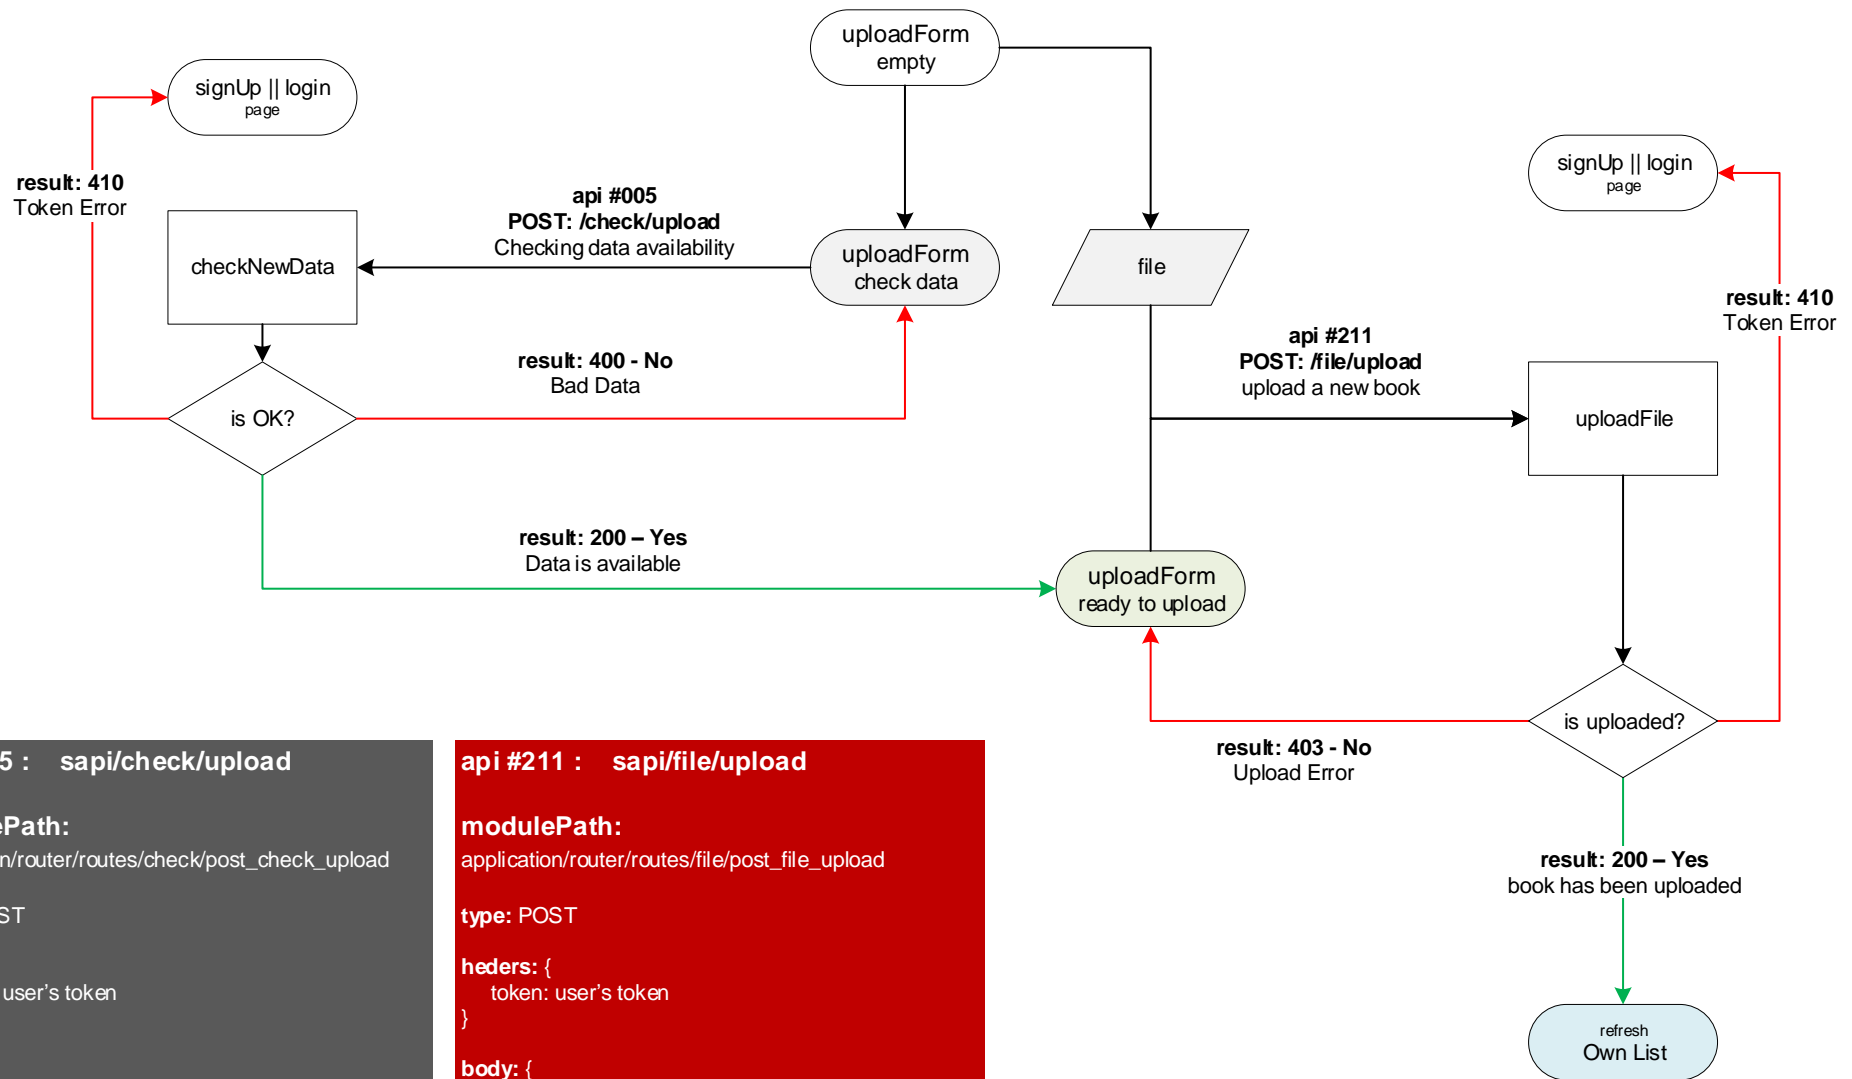 uploadForm
empty
signUp || login
page
result: 410
Token Error
api #005
POST: /check/upload
Checking data availability
checkNewData
uploadForm
check data
file
signUp || login
page
result: 410
Token Error
api #211
POST: /file/upload
upload a new book
uploadFile
result: 400 - No
Bad Data
is OK?
result: 200 – Yes
Data is available
uploadForm
ready to upload
is uploaded?
result: 403 - No
Upload Error
result: 200 – Yes
book has been uploaded
refresh
Own List
5 : sapi/check/upload
ePath:
n/router/routes/check/post_check_upload
ST
user’s token
api #211 : sapi/file/upload
modulePath:
application/router/routes/file/post_file_upload
type: POST
heders: {
token: user’s token
}
body: {